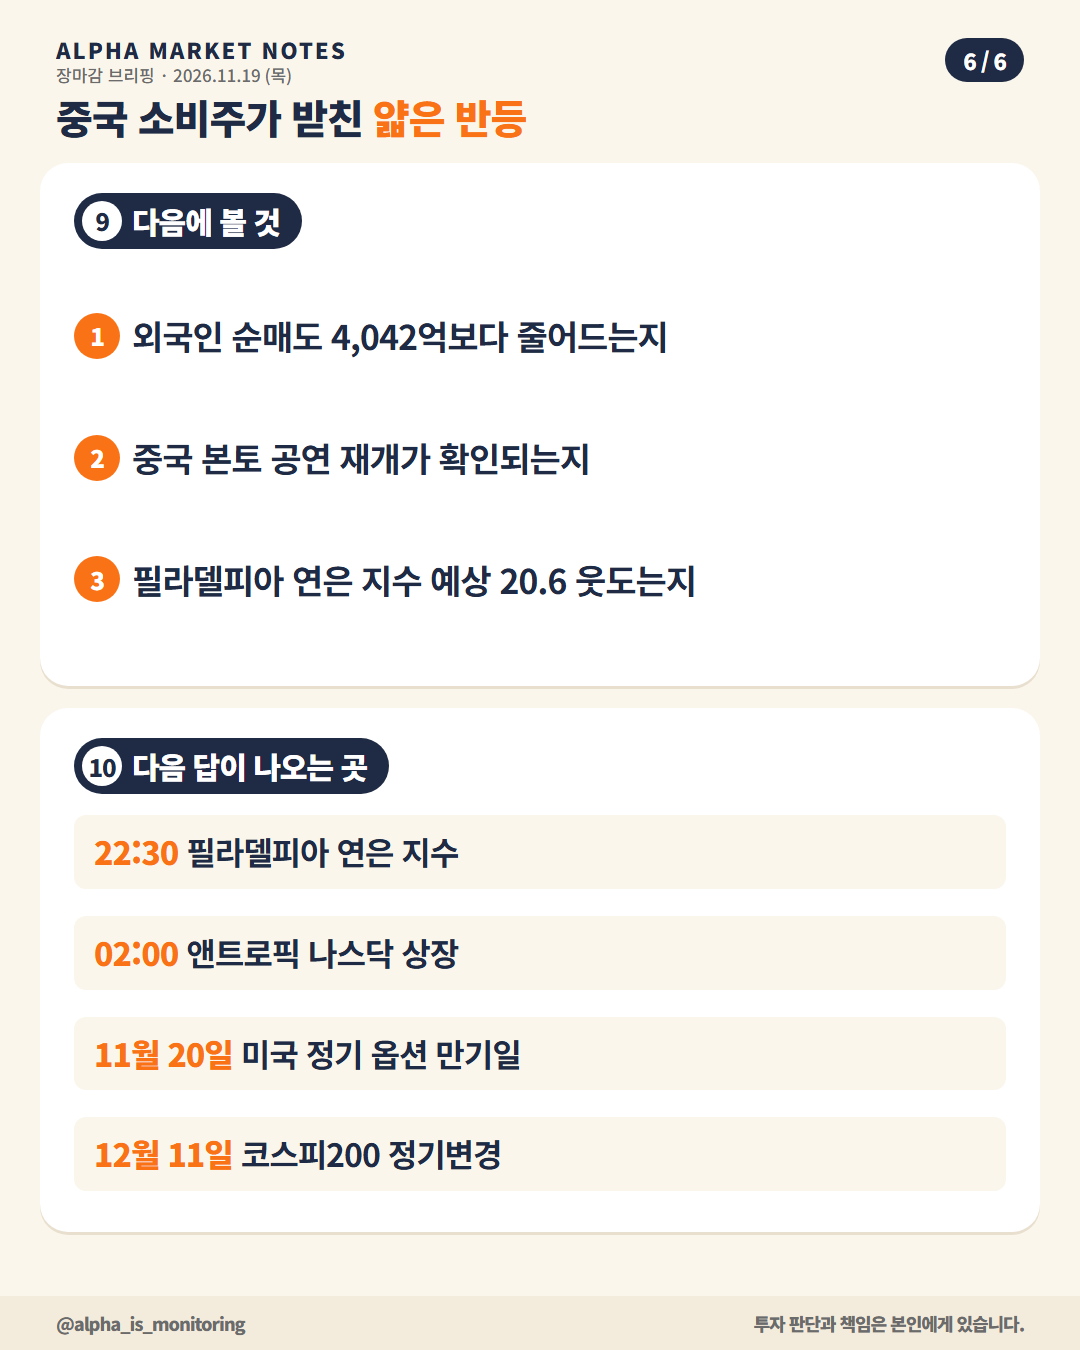 ALPHA MARKET NOTES
장마감 브리핑 · 2026.11.19 (목)
6 / 6
중국 소비주가 받친 얇은 반등
9 다음에 볼 것
1 외국인 순매도 4,042억보다 줄어드는지
2 중국 본토 공연 재개가 확인되는지
3 필라델피아 연은 지수 예상 20.6 웃도는지
10 다음 답이 나오는 곳
22:30 필라델피아 연은 지수
02:00 앤트로픽 나스닥 상장
11월 20일 미국 정기 옵션 만기일
12월 11일 코스피200 정기변경
@alpha_is_monitoring
투자 판단과 책임은 본인에게 있습니다.